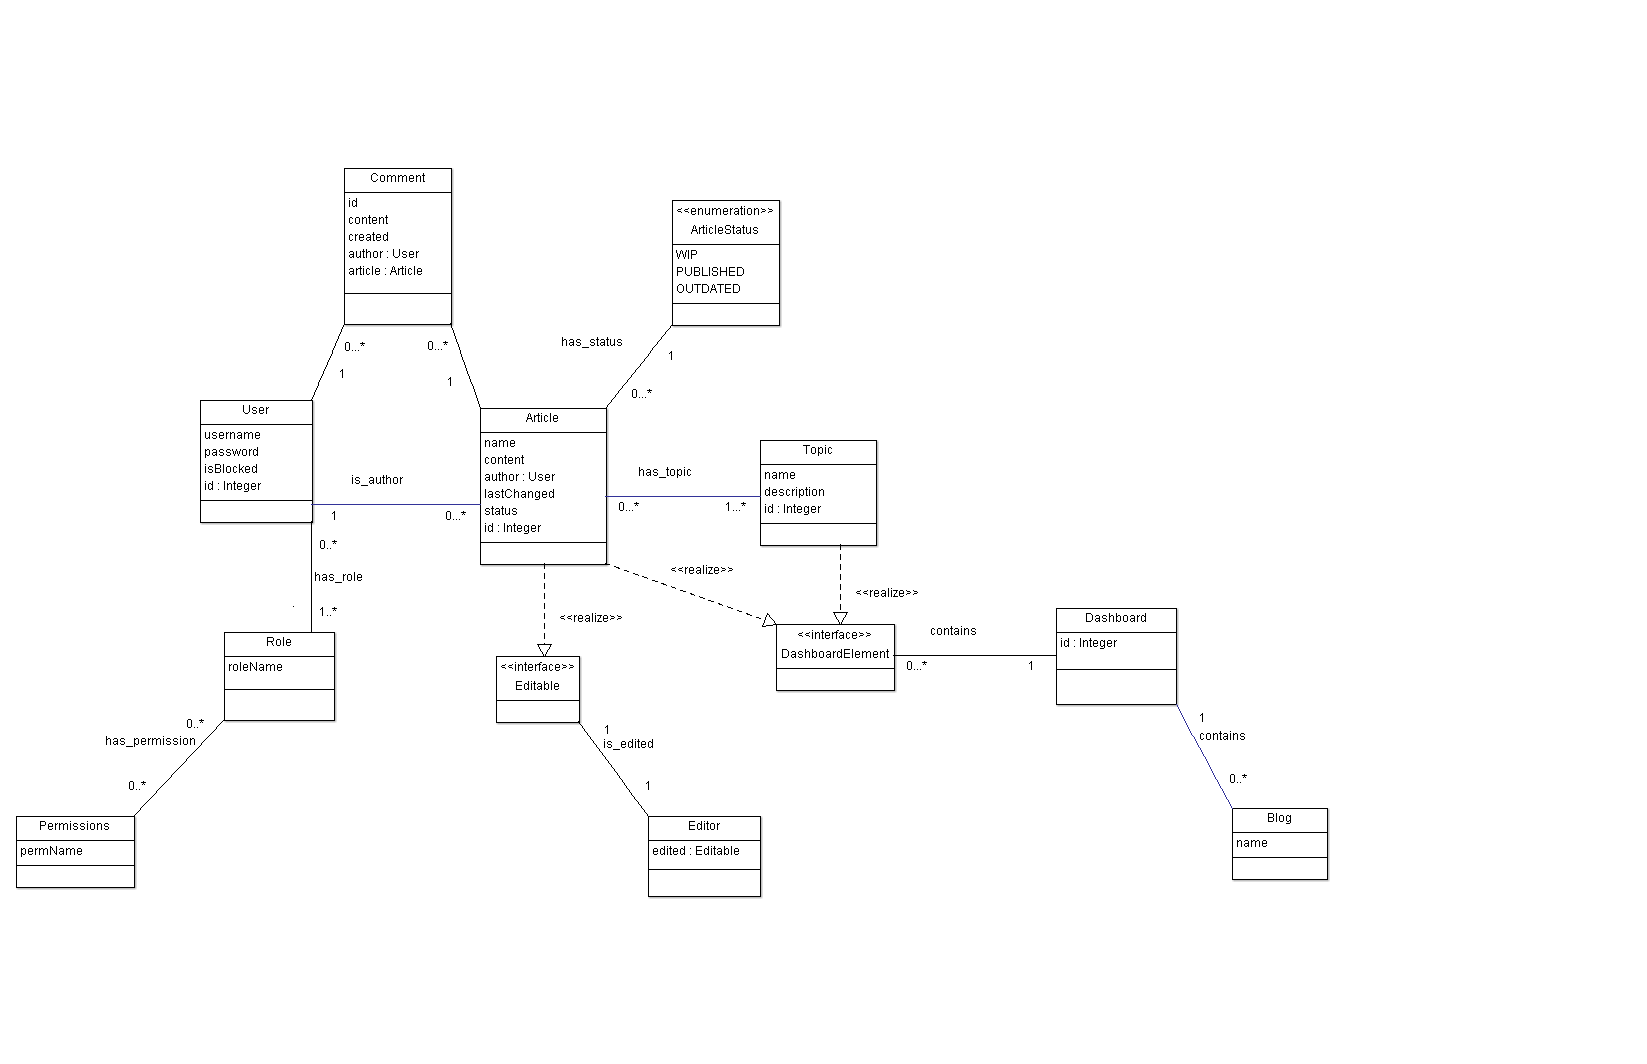 Comment
id
content
created
author : User
article : Article
<<enumeration>>
ArticleStatus
WIP
PUBLISHED
OUTDATED
0...*
0...*
1
1
has_status
1
0...*
User
username
password
isBlocked
id : Integer
is_author
1
0...*
Article
name
content
author : User
lastChanged
status
id : Integer
has_topic
0...*
1...*
Topic
name
description
id : Integer
0..*
has_role
1..*
<<realize>>
<<realize>>
<<realize>>
Role
roleName
<<interface>>
Editable
<<interface>>
DashboardElement
contains
0...*
1
Dashboard
id : Integer
0..*
has_permission
0..*
1
is_edited
1
1
contains
0..*
Permissions
permName
Editor
edited : Editable
Blog
name